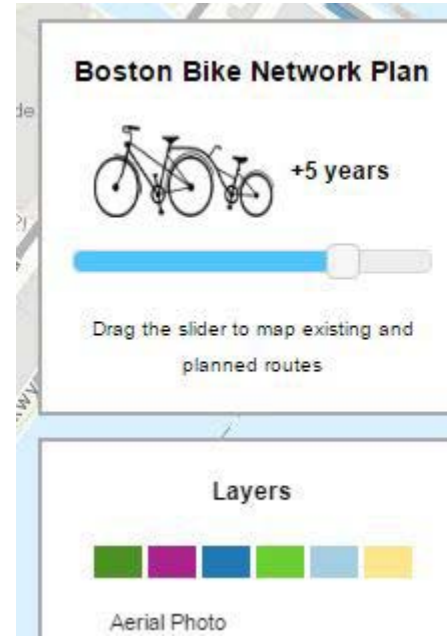 Boston Bike Network Plan
+5 years
Drag the slider to map existing and
planned routes
Layers
Aerial Photo